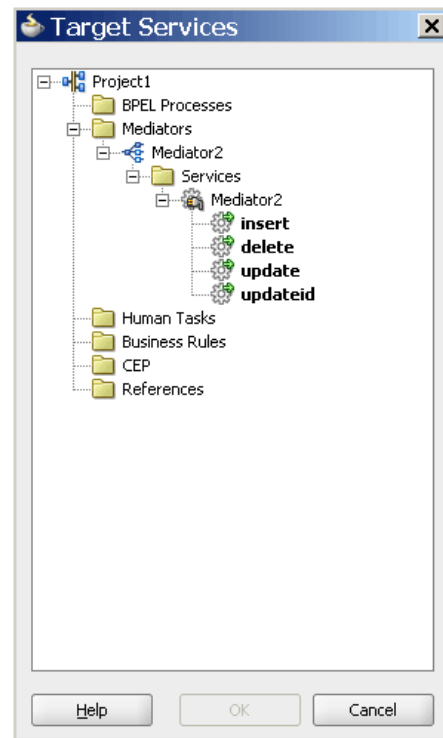 Target Services
Project1
BPEL Processes
Mediators
Mediator2
Services
Mediator2
insert
delete
update
updateid
Human Tasks
Business Rules
CEP
References
Help
OK
Cancel